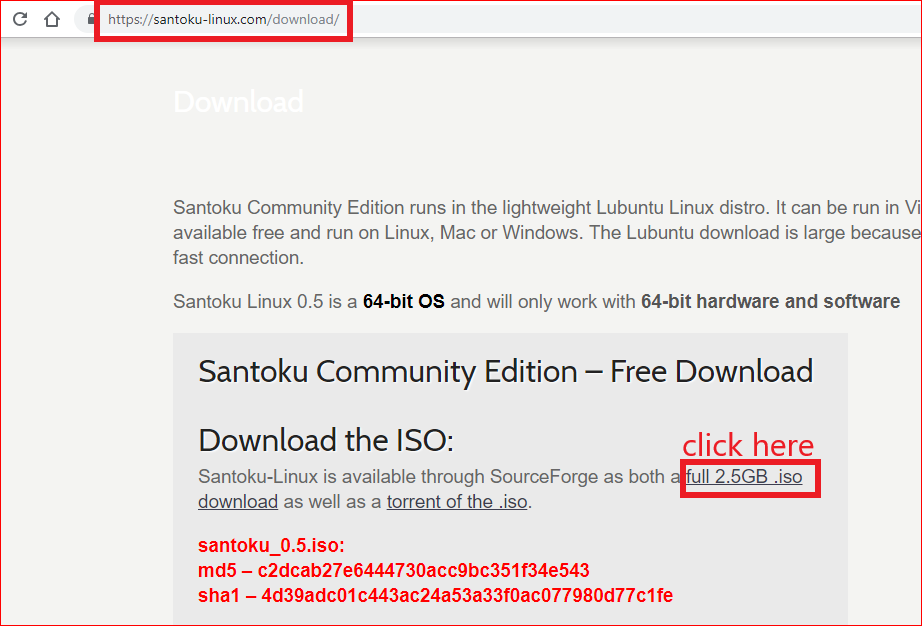 https://santoku-linux.com/download/
Download
Santoku Community Edition runs in the lightweight Lubuntu Linux distro. It can be run in Vi
available free and run on Linux, Mac or Windows. The Lubuntu download is large because
fast connection.
Santoku Linux 0.5 is a 64-bit OS and will only work with 64-bit hardware and software
Santoku Community Edition – Free Download
Download the ISO:
click here
Santoku-Linux is available through SourceForge as both a full 2.5GB .iso
download as well as a torrent of the .iso.
santoku_0.5.iso:
md5 – c2dcab27e6444730acc9bc351f34e543
sha1 – 4d39adc01c443ac24a53a33f0ac077980d77c1fe